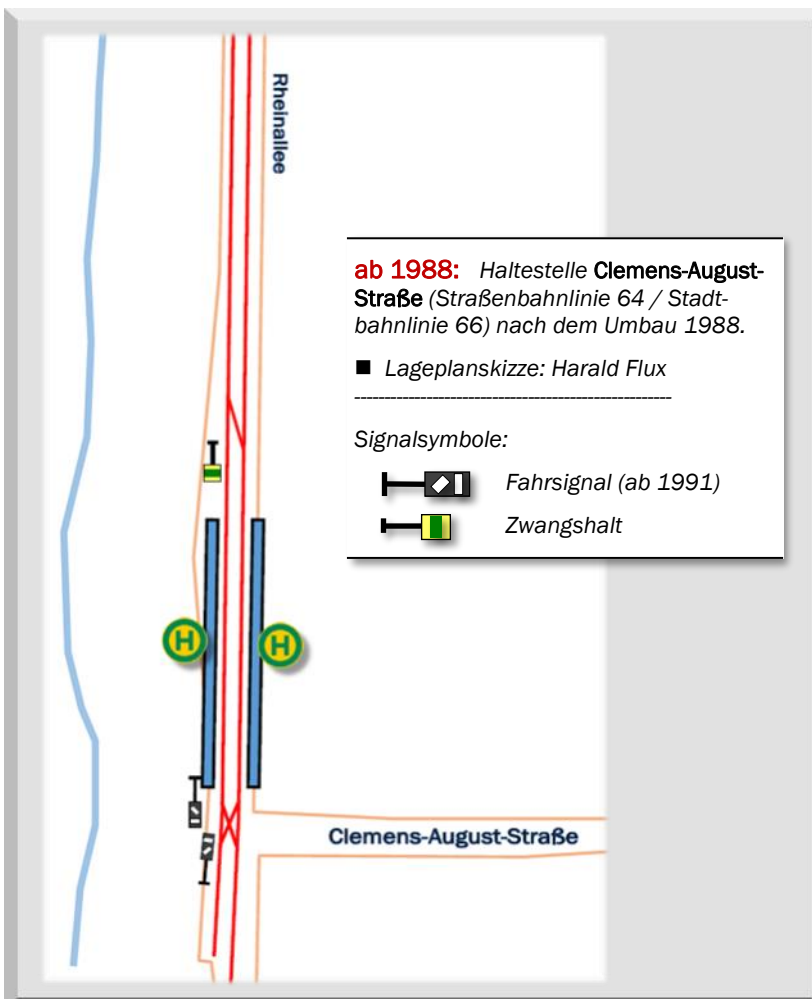 Rheinallee
ab 1988: Haltestelle Clemens-August-
Straße (Straßenbahnlinie 64 / Stadt-
bahnlinie 66) nach dem Umbau 1988.
■ Lageplanskizze: Harald Flux
-----------------------------------------------------
Signalsymbole:
Fahrsignal (ab 1991)
Zwangshalt
H
H
Clemens-August-Straße